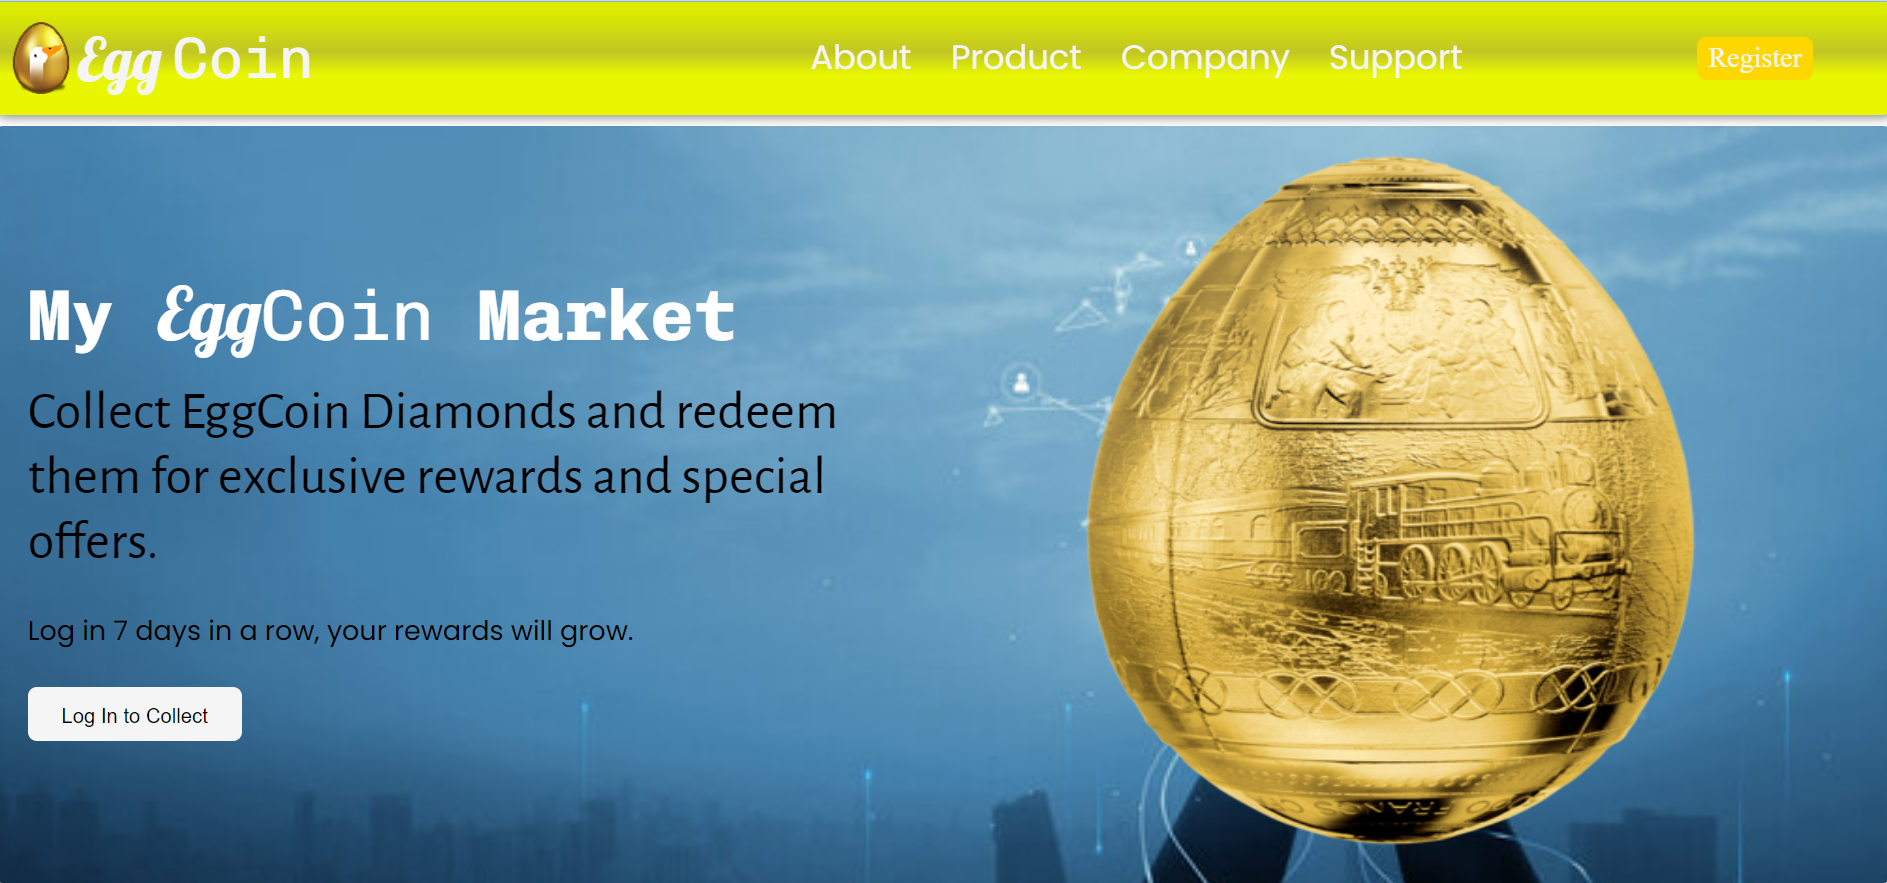 Egg Coin
About Product Company Support
Register
My EggCoin Market
Collect EggCoin Diamonds and redeem
them for exclusive rewards and special
offers.
Log in 7 days in a row, your rewards will grow.
Log In to Collect
FRANCS